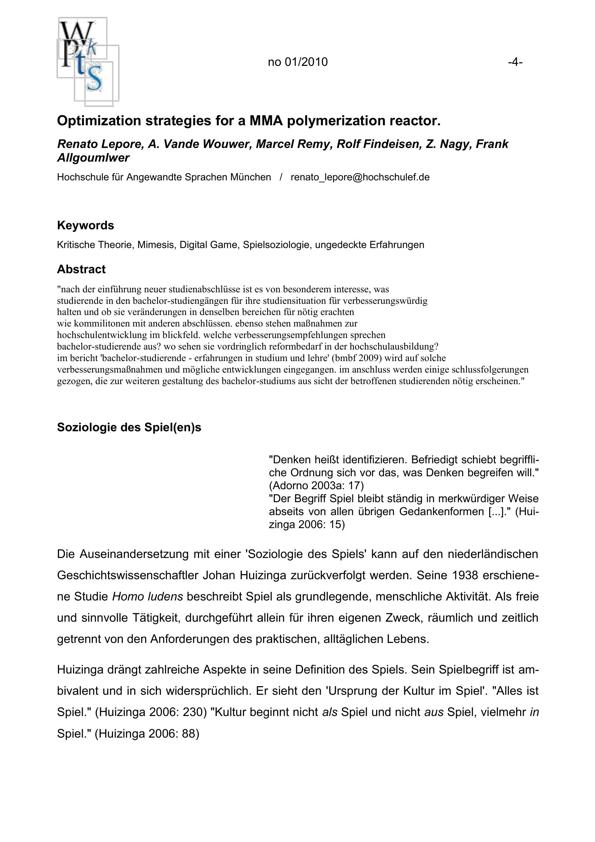 W
P k
t s
S
no 01/2010 -4-
Optimization strategies for a MMA polymerization reactor.
Renato Lepore, A. Vande Wouwer, Marcel Remy, Rolf Findeisen, Z. Nagy, Frank
Allgoumlwer
Hochschule für Angewandte Sprachen München / renato_lepore@hochschulef.de
Keywords
Kritische Theorie, Mimesis, Digital Game, Spielsoziologie, ungedeckte Erfahrungen
Abstract
"nach der einführung neuer studienabschlüsse ist es von besonderem interesse, was
studierende in den bachelor-studiengängen für ihre studiensituation für verbesserungswürdig
halten und ob sie veränderungen in denselben bereichen für nötig erachten
wie kommilitonen mit anderen abschlüssen. ebenso stehen maßnahmen zur
hochschulentwicklung im blickfeld. welche verbesserungsempfehlungen sprechen
bachelor-studierende aus? wo sehen sie vordringlich reformbedarf in der hochschulausbildung?
im bericht 'bachelor-studierende - erfahrungen in studium und lehre' (bmbf 2009) wird auf solche
verbesserungsmaßnahmen und mögliche entwicklungen eingegangen. im anschluss werden einige schlussfolgerungen
gezogen, die zur weiteren gestaltung des bachelor-studiums aus sicht der betroffenen studierenden nötig erscheinen."
Soziologie des Spiel(en)s
"Denken heißt identifizieren. Befriedigt schiebt begriffli-
che Ordnung sich vor das, was Denken begreifen will."
(Adorno 2003a: 17)
"Der Begriff Spiel bleibt ständig in merkwürdiger Weise
abseits von allen übrigen Gedankenformen [...]." (Hui-
zinga 2006: 15)
Die Auseinandersetzung mit einer 'Soziologie des Spiels' kann auf den niederländischen
Geschichtswissenschaftler Johan Huizinga zurückverfolgt werden. Seine 1938 erschiene-
ne Studie Homo ludens beschreibt Spiel als grundlegende, menschliche Aktivität. Als freie
und sinnvolle Tätigkeit, durchgeführt allein für ihren eigenen Zweck, räumlich und zeitlich
getrennt von den Anforderungen des praktischen, alltäglichen Lebens.
Huizinga drängt zahlreiche Aspekte in seine Definition des Spiels. Sein Spielbegriff ist am-
bivalent und in sich widersprüchlich. Er sieht den 'Ursprung der Kultur im Spiel'. "Alles ist
Spiel." (Huizinga 2006: 230) "Kultur beginnt nicht als Spiel und nicht aus Spiel, vielmehr in
Spiel." (Huizinga 2006: 88)